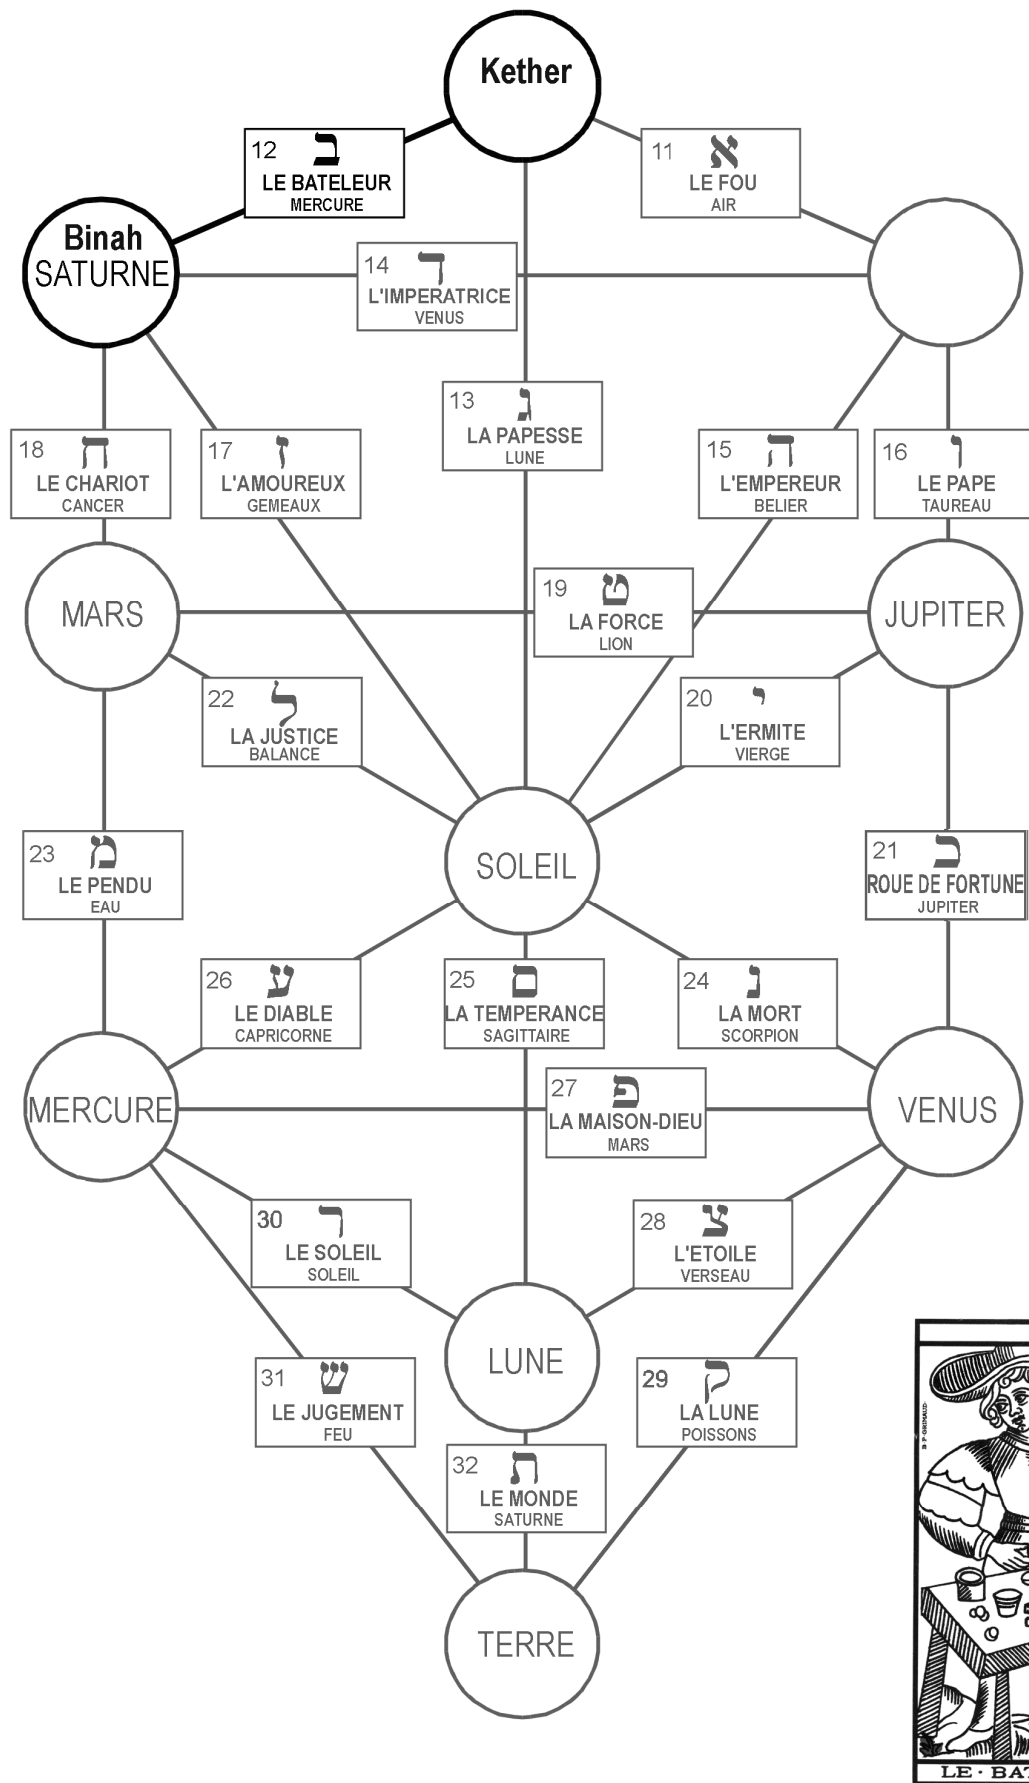 Kether
12 ב
LE BATELEUR
MERCURE
11 א
LE FOU
AIR
Binah
SATURNE
14 ד
L'IMPERATRICE
VENUS
13 ג
LA PAPESSE
LUNE
18 ח
LE CHARIOT
CANCER
17 ז
L'AMOUREUX
GEMEAUX
15 ה
L'EMPEREUR
BELIER
16 ו
LE PAPE
TAUREAU
MARS
19 ט
LA FORCE
LION
JUPITER
22 ל
LA JUSTICE
BALANCE
20 י
L'ERMITE
VIERGE
23 מ
LE PENDU
EAU
SOLEIL
21 כ
ROUE DE FORTUNE
JUPITER
26 ע
LE DIABLE
CAPRICORNE
25 ם
LA TEMPERANCE
SAGITTAIRE
24 נ
LA MORT
SCORPION
MERCURE
27 פ
LA MAISON-DIEU
MARS
VENUS
30 ר
LE SOLEIL
SOLEIL
28 צ
L'ETOILE
VERSEAU
LUNE
31 ש
LE JUGEMENT
FEU
29 ק
LA LUNE
POISSONS
32 ת
LE MONDE
SATURNE
TERRE
B·P·GRIMAUD
LE·BAT